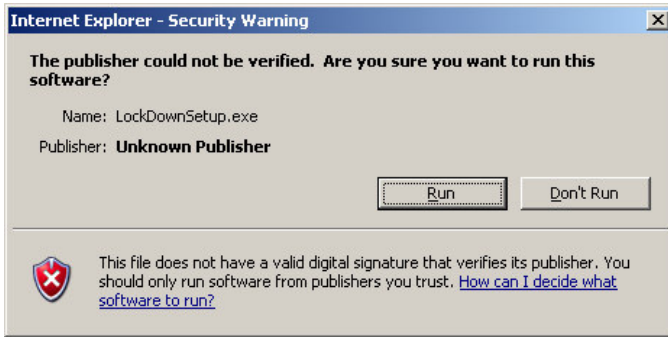 Internet Explorer - Security Warning
The publisher could not be verified. Are you sure you want to run this
software?
Name: LockDownSetup.exe
Publisher: Unknown Publisher
Run Don't Run
This file does not have a valid digital signature that verifies its publisher. You
should only run software from publishers you trust. How can I decide what
software to run?